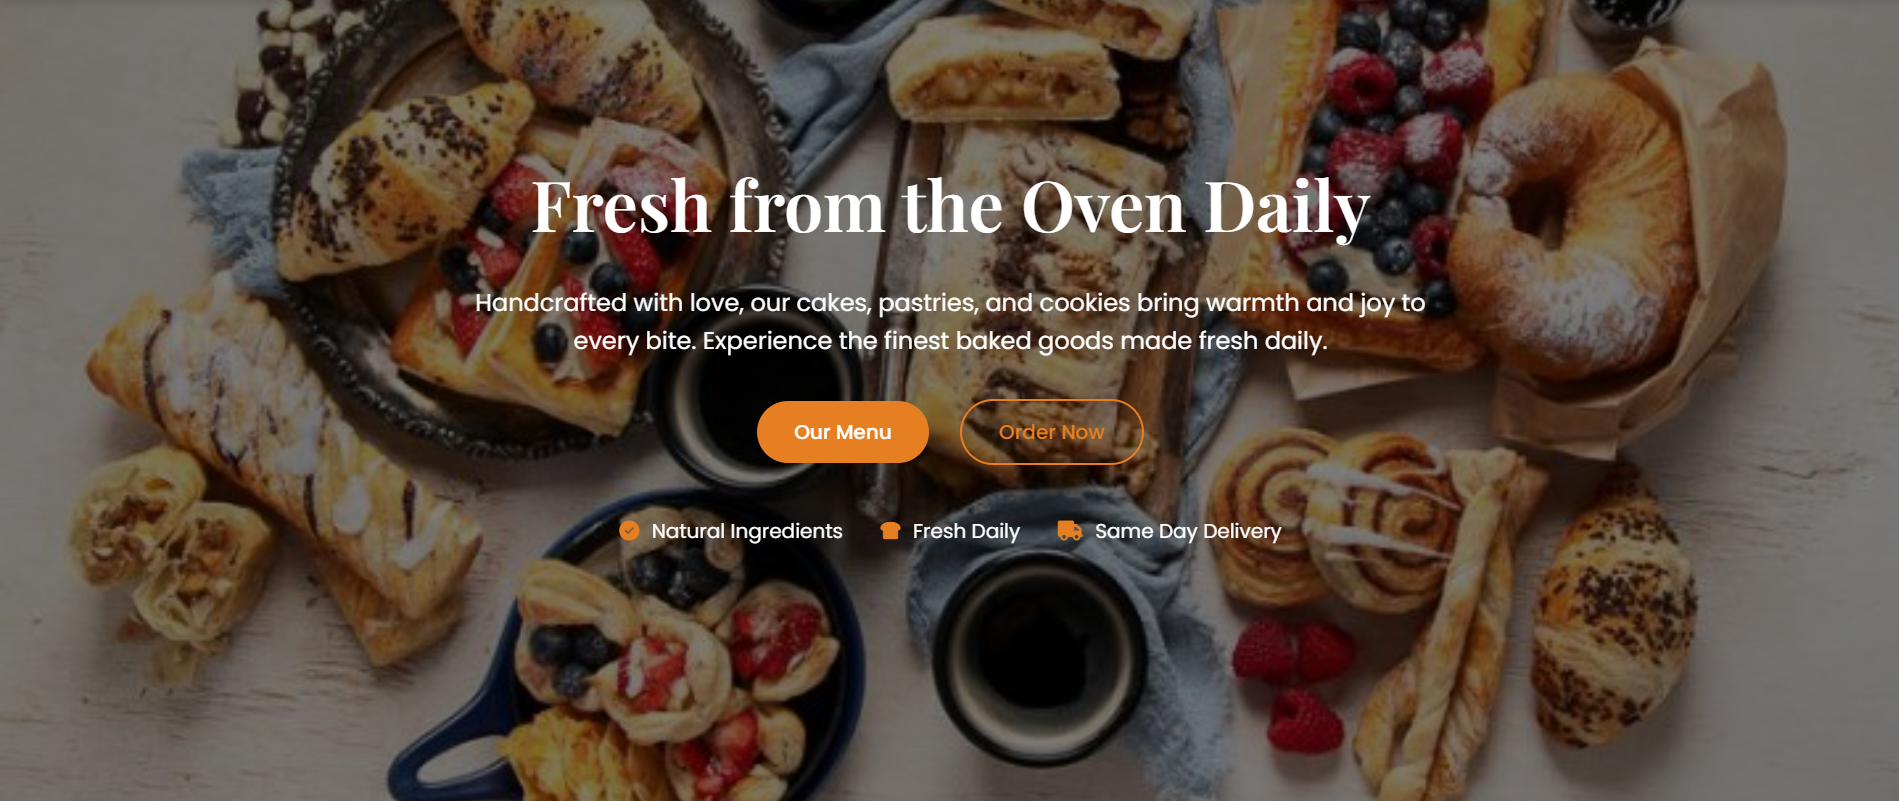 Fresh from the Oven Daily
Handcrafted with love, our cakes, pastries, and cookies bring warmth and joy to
every bite. Experience the finest baked goods made fresh daily.
Our Menu
Order Now
Natural Ingredients
Fresh Daily
Same Day Delivery